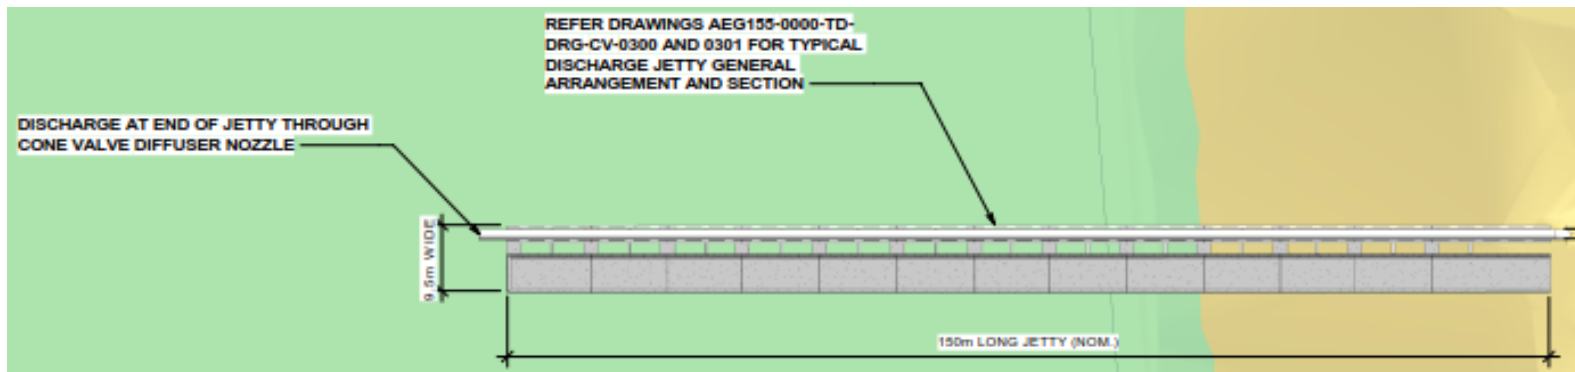 REFER DRAWINGS AEG155-0000-TD-
DRG-CV-0300 AND 0301 FOR TYPICAL
DISCHARGE JETTY GENERAL
ARRANGEMENT AND SECTION
DISCHARGE AT END OF JETTY THROUGH
CONE VALVE DIFFUSER NOZZLE
9.5m WIDE
150m LONG JETTY (NOM.)